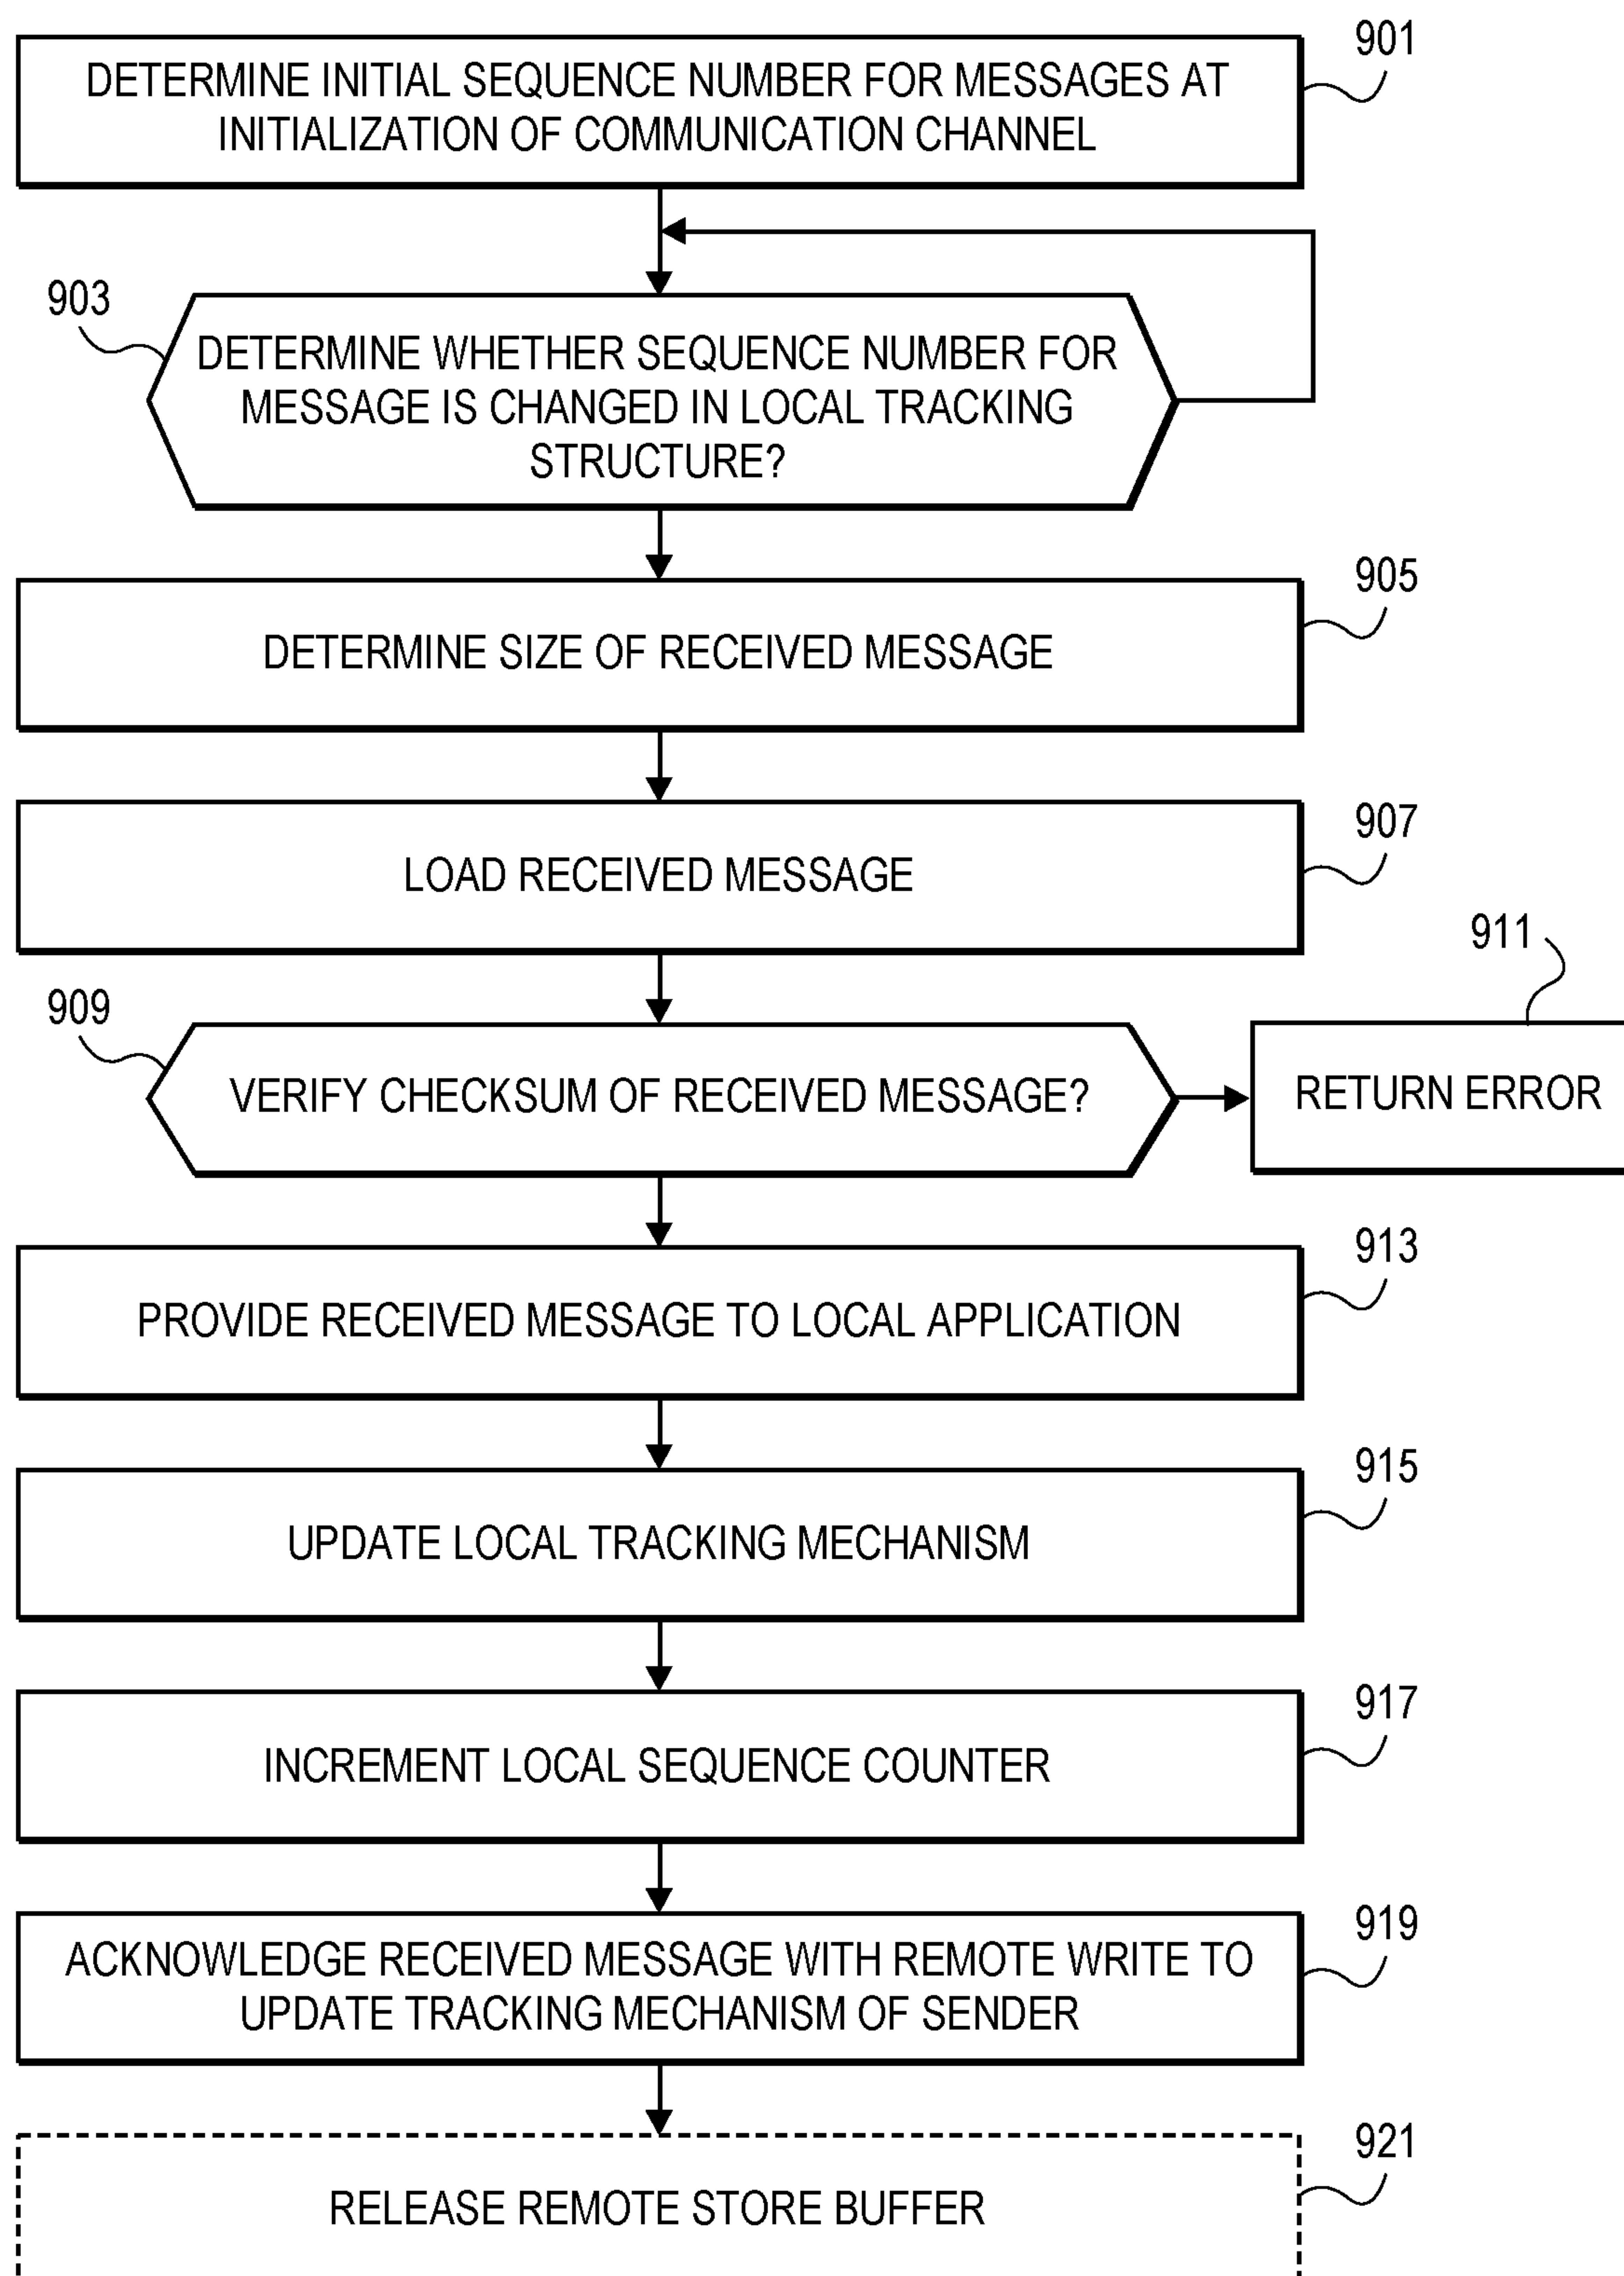 901
DETERMINE INITIAL SEQUENCE NUMBER FOR MESSAGES AT
INITIALIZATION OF COMMUNICATION CHANNEL
903
DETERMINE WHETHER SEQUENCE NUMBER FOR
MESSAGE IS CHANGED IN LOCAL TRACKING
STRUCTURE?
905
DETERMINE SIZE OF RECEIVED MESSAGE
907
LOAD RECEIVED MESSAGE
909
VERIFY CHECKSUM OF RECEIVED MESSAGE?
911
RETURN ERROR
913
PROVIDE RECEIVED MESSAGE TO LOCAL APPLICATION
915
UPDATE LOCAL TRACKING MECHANISM
917
INCREMENT LOCAL SEQUENCE COUNTER
919
ACKNOWLEDGE RECEIVED MESSAGE WITH REMOTE WRITE TO
UPDATE TRACKING MECHANISM OF SENDER
921
RELEASE REMOTE STORE BUFFER